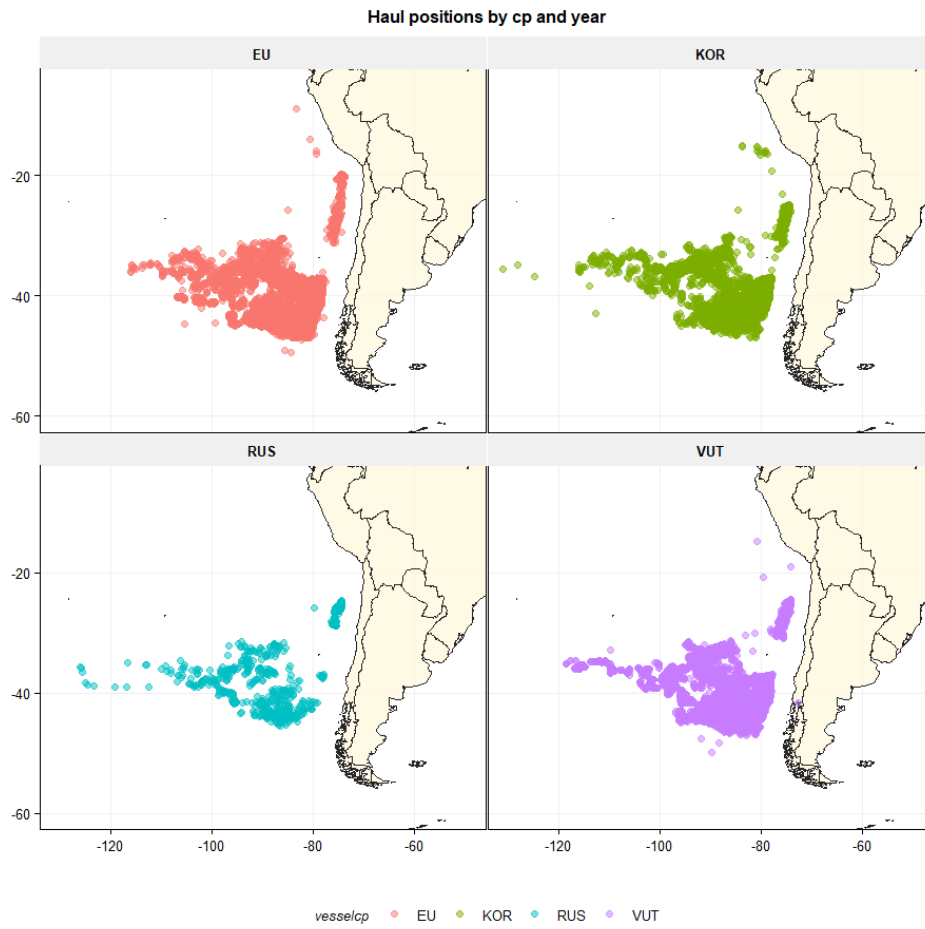 Haul positions by cp and year
EU
KOR
-20
-40
-60
RUS
VUT
-20
-40
-60
-120
-100
-80
-60
-120
-100
-80
-60
vesselcp EU KOR RUS VUT